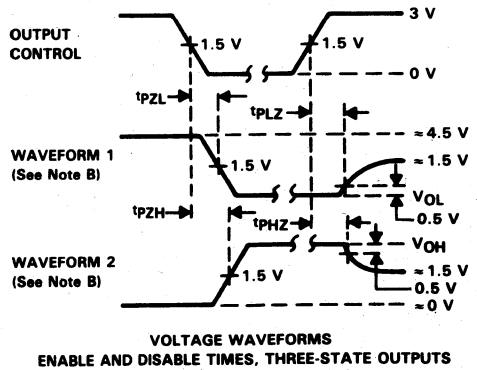 OUTPUT
CONTROL
1.5 V
1.5 V
3 V
0 V
tPZL
tPLZ
≈ 4.5 V
WAVEFORM 1
(See Note B)
1.5 V
≈ 1.5 V
VOL
0.5 V
tPZH
tPHZ
VOH
WAVEFORM 2
(See Note B)
1.5 V
≈ 1.5 V
0.5 V
≈ 0 V
VOLTAGE WAVEFORMS
ENABLE AND DISABLE TIMES, THREE-STATE OUTPUTS